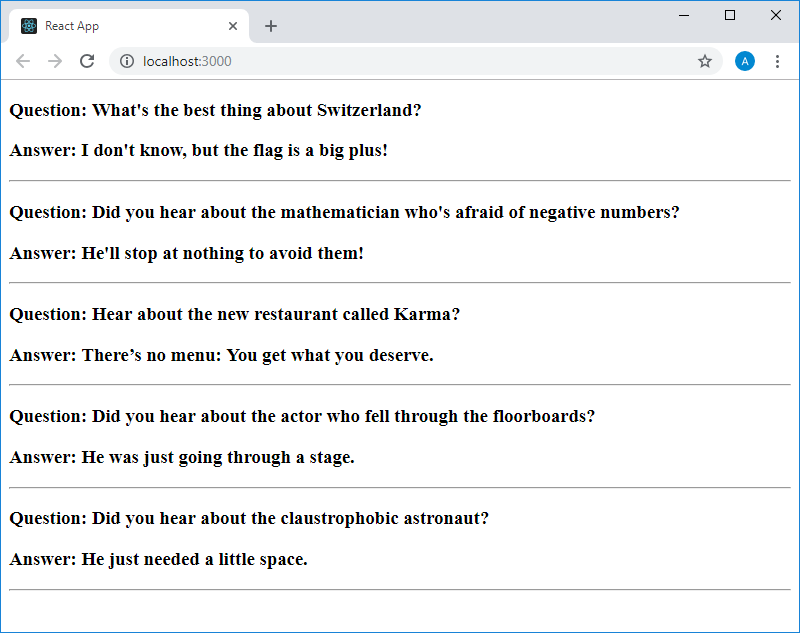 React App
localhost:3000
A
Question: What's the best thing about Switzerland?
Answer: I don't know, but the flag is a big plus!
Question: Did you hear about the mathematician who's afraid of negative numbers?
Answer: He'll stop at nothing to avoid them!
Question: Hear about the new restaurant called Karma?
Answer: There’s no menu: You get what you deserve.
Question: Did you hear about the actor who fell through the floorboards?
Answer: He was just going through a stage.
Question: Did you hear about the claustrophobic astronaut?
Answer: He just needed a little space.